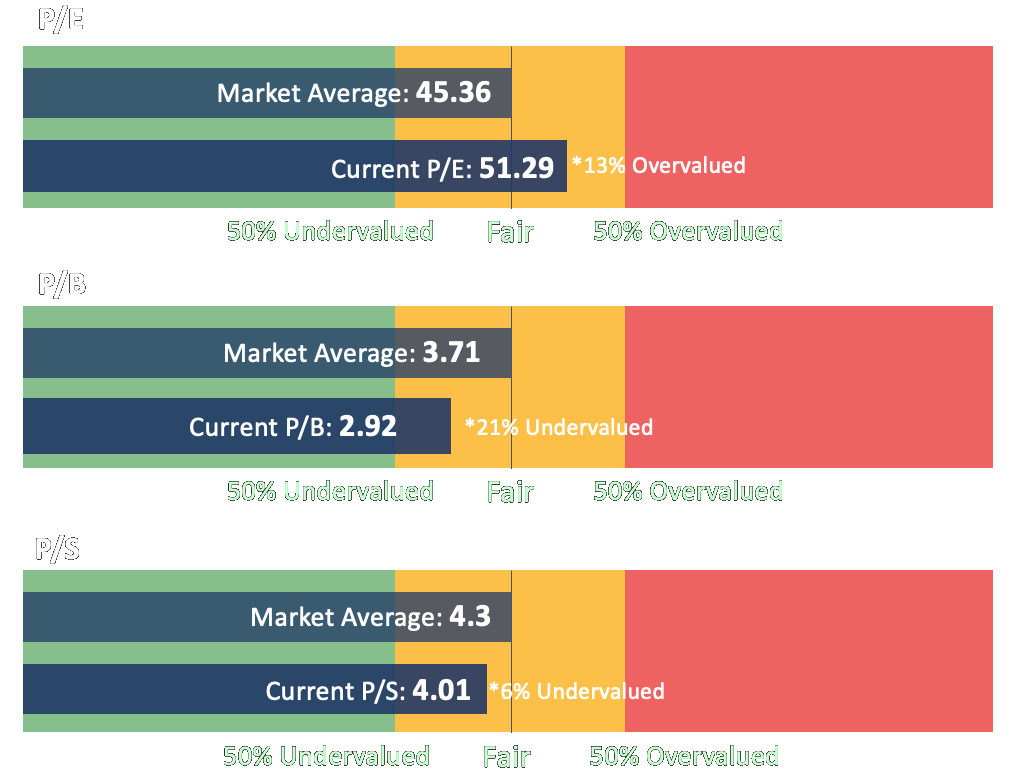 P/E
Market Average: 45.36
Current P/E: 51.29 *13% Overvalued
50% Undervalued Fair 50% Overvalued
P/B
Market Average: 3.71
Current P/B: 2.92 *21% Undervalued
50% Undervalued Fair 50% Overvalued
P/S
Market Average: 4.3
Current P/S: 4.01 *6% Undervalued
50% Undervalued Fair 50% Overvalued